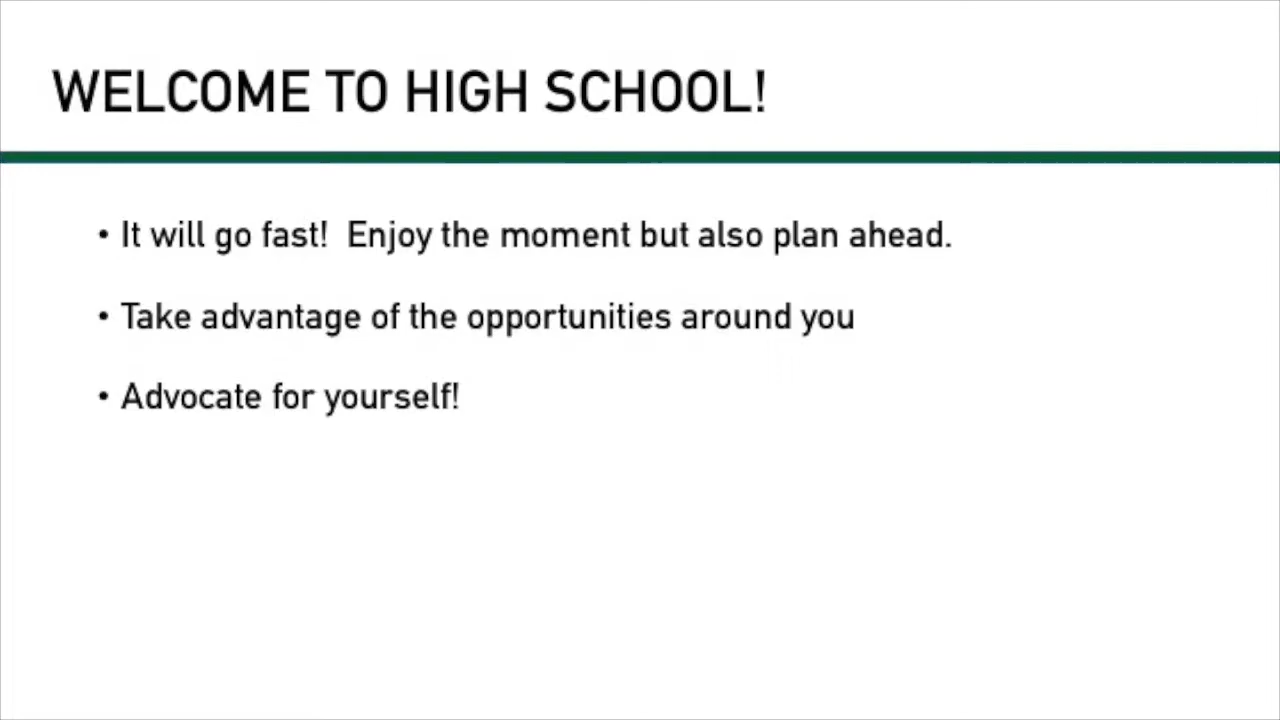 WELCOME TO HIGH SCHOOL!
• It will go fast!  Enjoy the moment but also plan ahead.
• Take advantage of the opportunities around you
• Advocate for yourself!